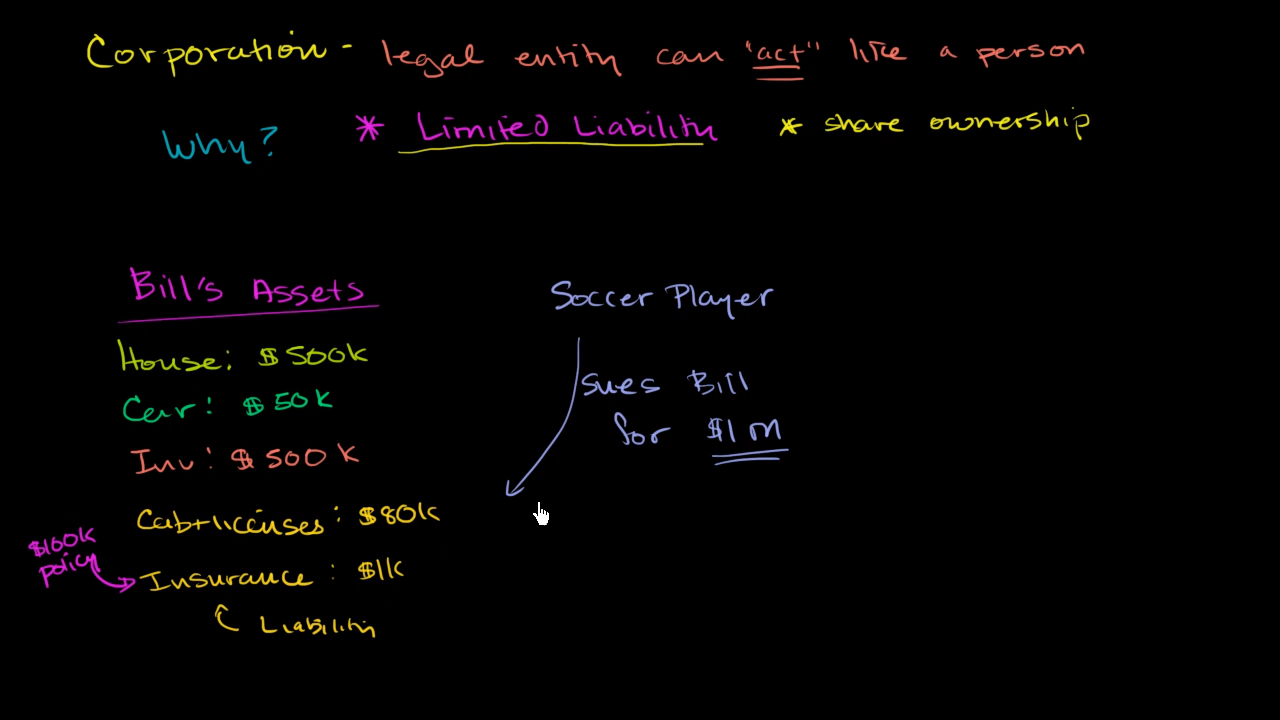 Corporation - legal entity can "act" like a person
Why? * Limited Liability * share ownership
Bill's Assets
House: $500k
Car: $50k
Inv: $500k
Cab+licenses: $80k
$100k
policy
Insurance: $1k
Liability
Soccer Player
sues Bill
for $1M